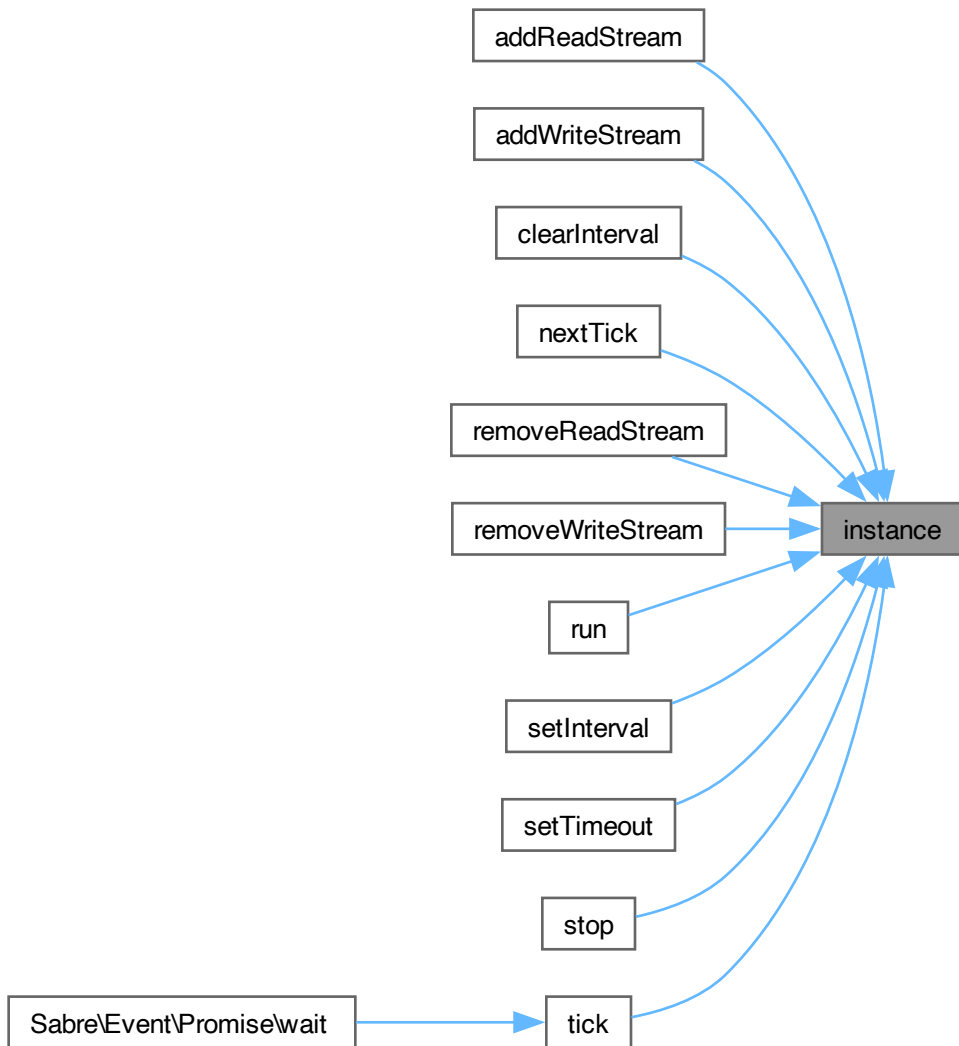 addReadStream
addWriteStream
clearInterval
nextTick
removeReadStream
removeWriteStream
instance
run
setInterval
setTimeout
stop
Sabre\Event\Promise\wait
tick